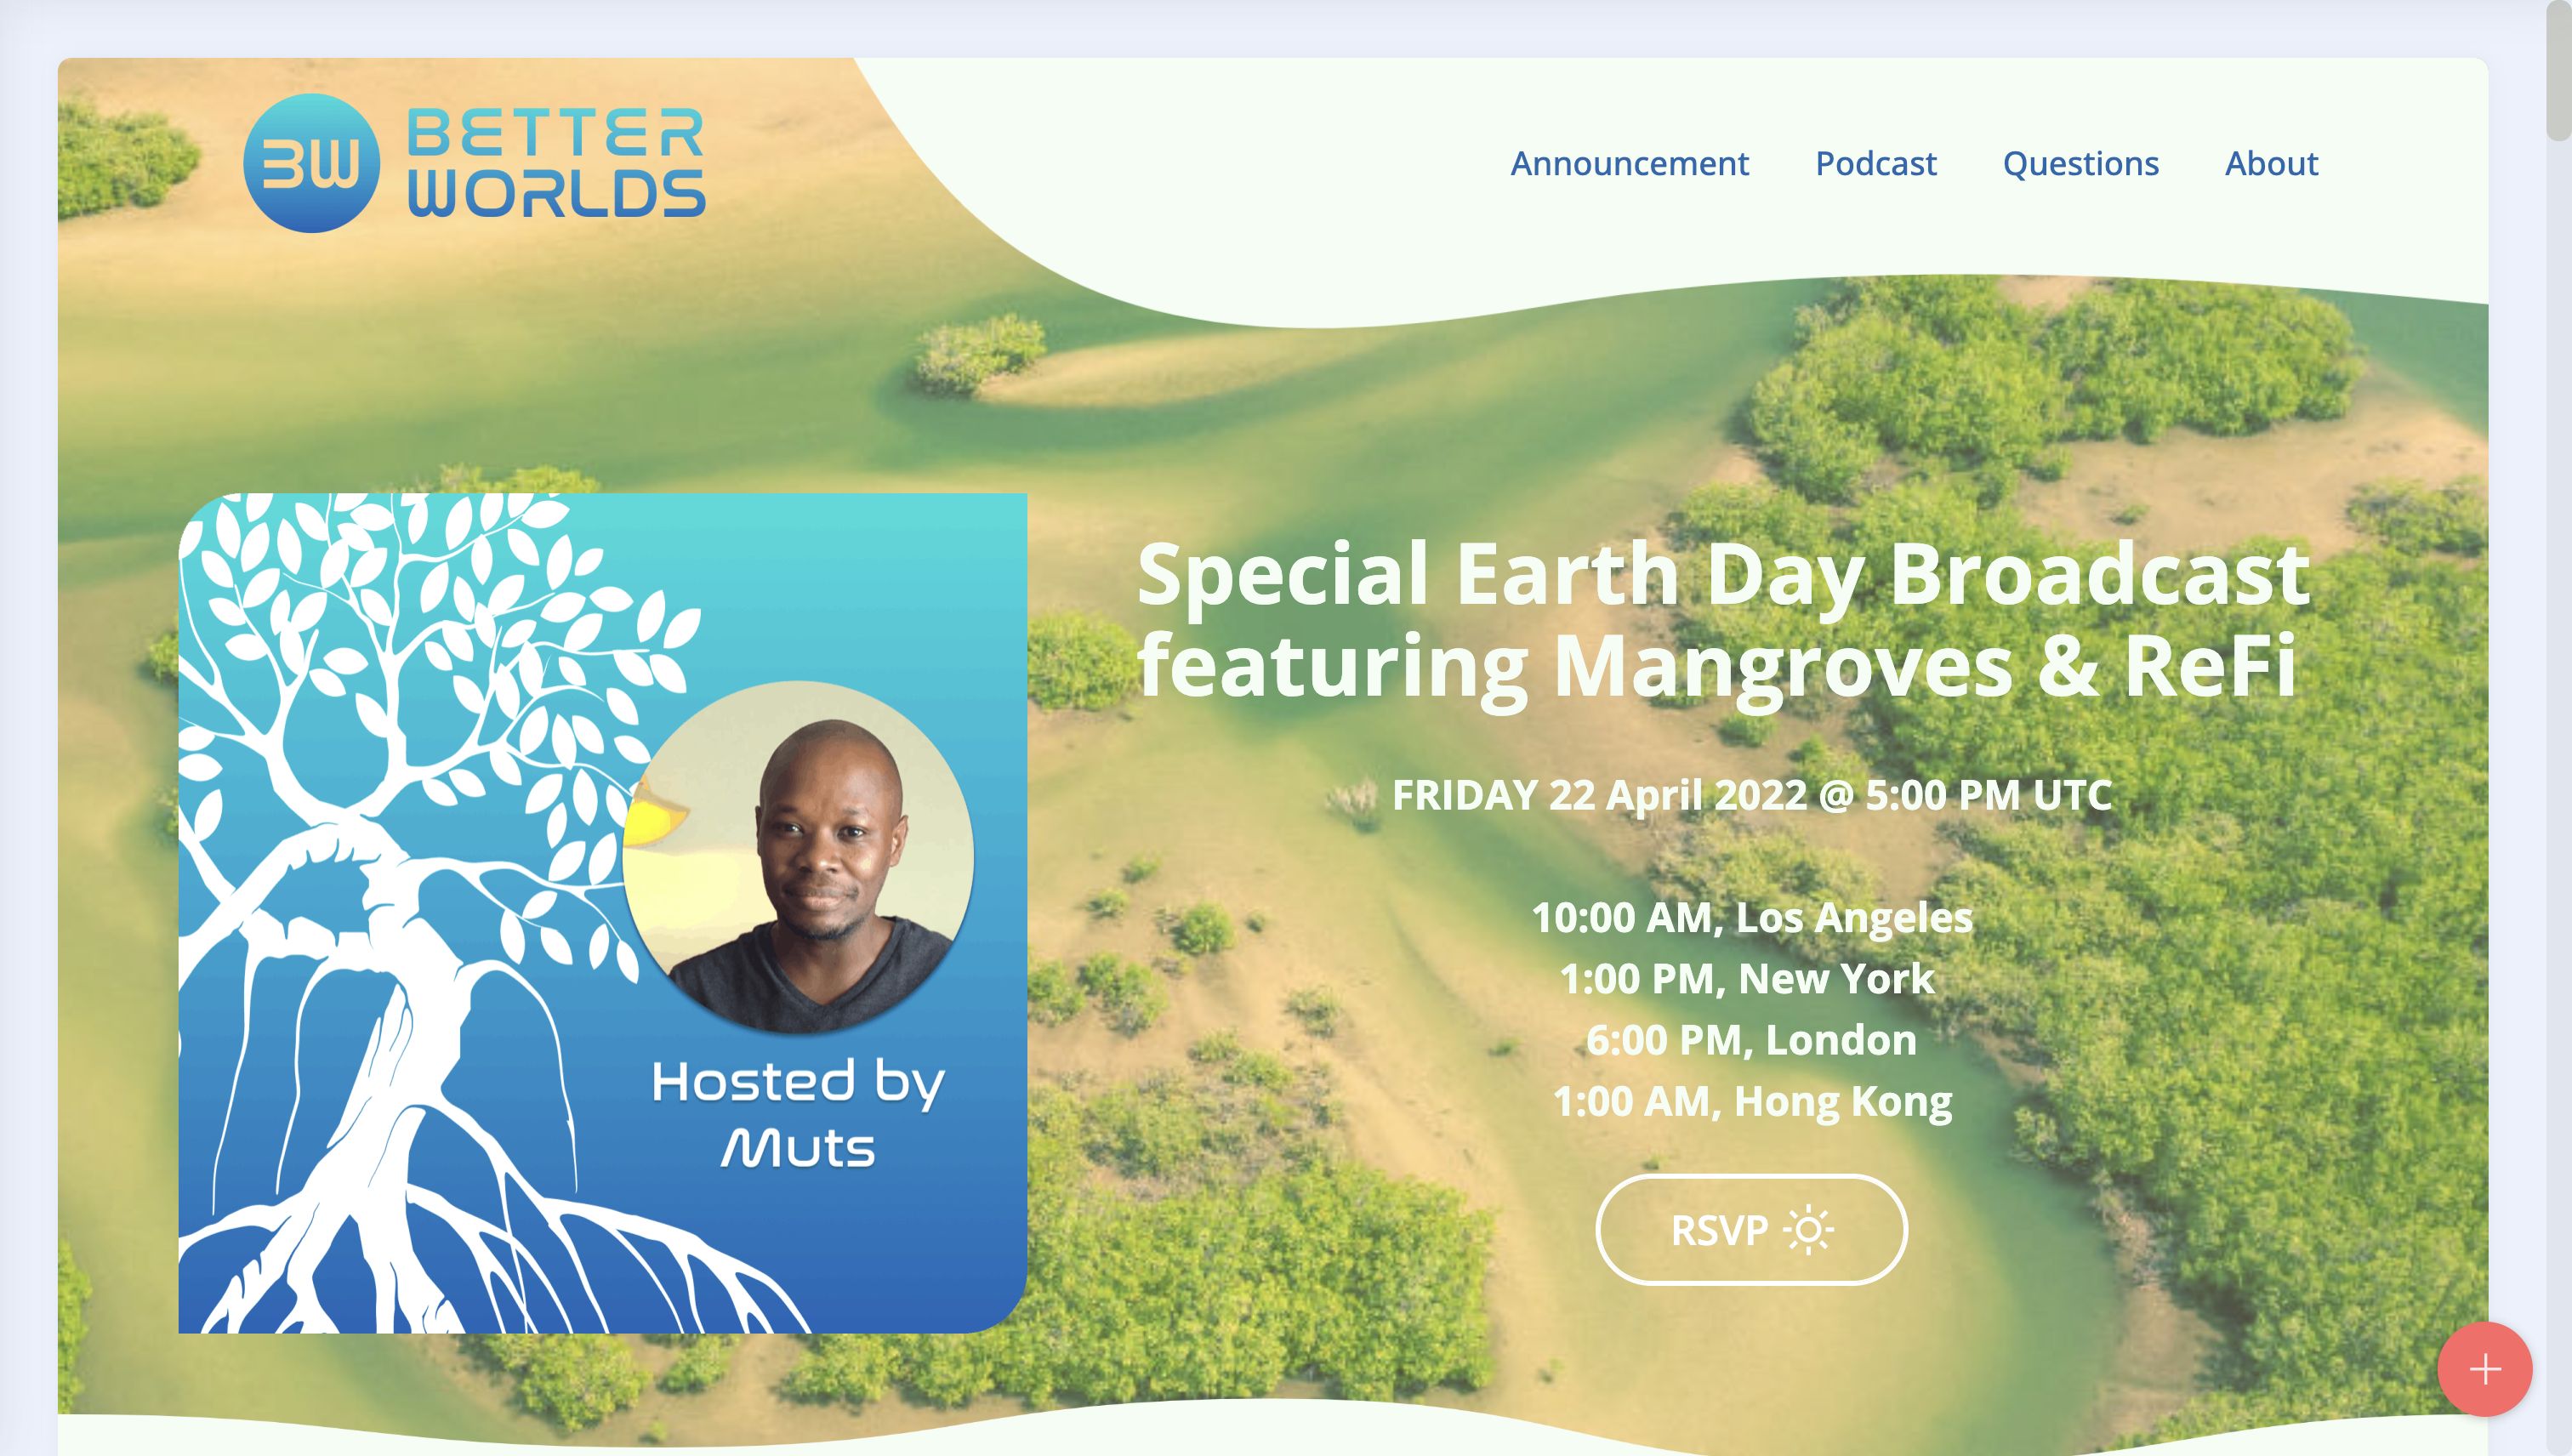 BW
BETTER
WORLDS
Announcement
Podcast
Questions
About
Special Earth Day Broadcast
featuring Mangroves & ReFi
FRIDAY 22 April 2022 @ 5:00 PM UTC
10:00 AM, Los Angeles
1:00 PM, New York
6:00 PM, London
1:00 AM, Hong Kong
RSVP
Hosted by
Muts